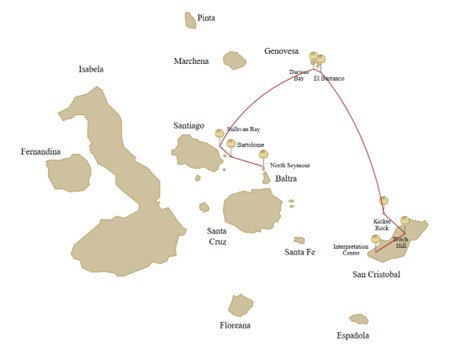 Pinta
Genovesa
Marchena
Isabela
Darwin
Bay
El Barranco
Santiago
Sullivan Bay
Bartolome
Fernandina
North Seymour
Baltra
Kicker
Rock
Santa
Cruz
Witch
Hill
Santa Fe
Interpretation
Center
San Cristobal
Floreana
Española